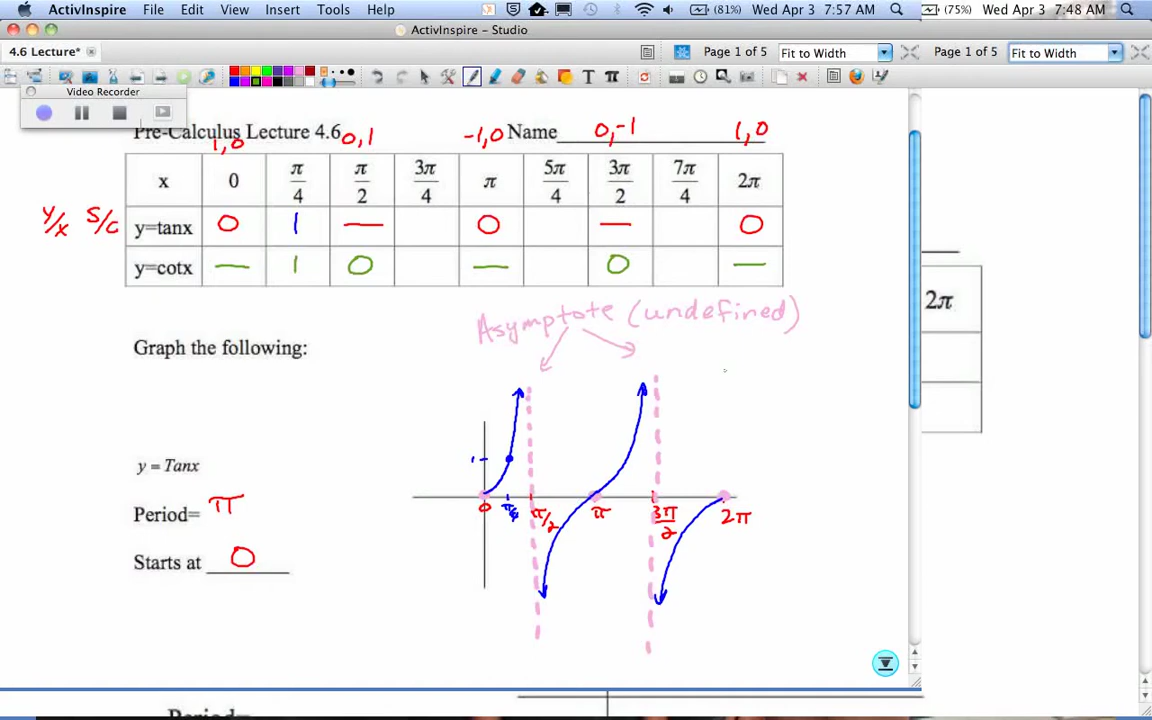 ActivInspire File Edit View Insert Tools Help (81%) Wed Apr 3 7:57 AM (75%) Wed Apr 3 7:48 AM
ActivInspire - Studio
4.6 Lecture* Page 1 of 5 Fit to Width Page 1 of 5 Fit to Width
Video Recorder
Pre-Calculus Lecture 4.6 Name
1,0 0,1 -1,0 0,-1 1,0
x 0 π/4 π/2 3π/4 π 5π/4 3π/2 7π/4 2π
Y/x S/C y=tanx 0 1 — 0 — 0
y=cotx — 1 0 — 0 —
2π
Asymptote (undefined)
Graph the following:
1
y = Tanx
Period= π
0 π/4 π/2 π 3π/2 2π
Starts at 0
Period=